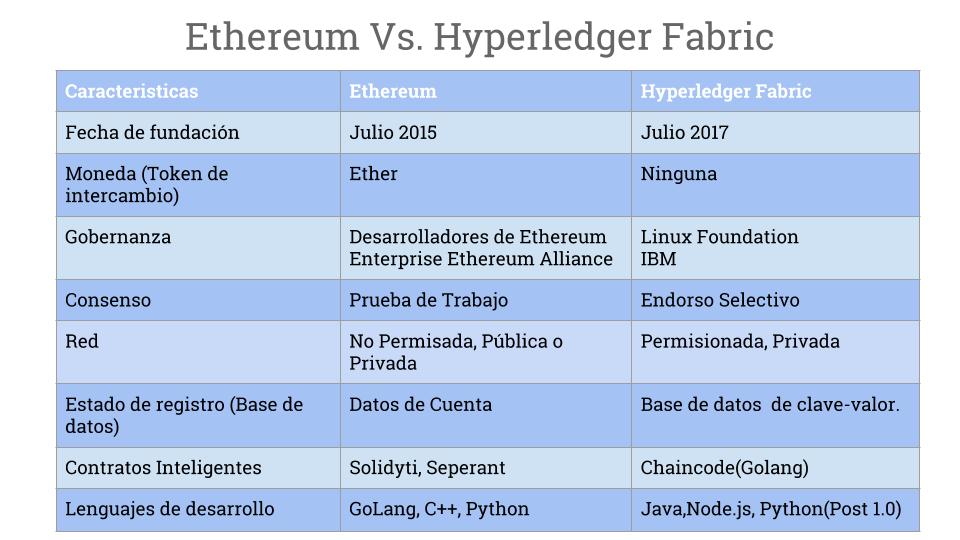 Ethereum Vs. Hyperledger Fabric
Caracteristicas
Ethereum
Hyperledger Fabric
Fecha de fundación
Julio 2015
Julio 2017
Moneda (Token de
intercambio)
Ether
Ninguna
Gobernanza
Desarrolladores de Ethereum
Enterprise Ethereum Alliance
Linux Foundation
IBM
Consenso
Prueba de Trabajo
Endorso Selectivo
Red
No Permisada, Pública o
Privada
Permisionada, Privada
Estado de registro (Base de
datos)
Datos de Cuenta
Base de datos  de clave-valor.
Contratos Inteligentes
Solidyti, Seperant
Chaincode(Golang)
Lenguajes de desarrollo
GoLang, C++, Python
Java,Node.js, Python(Post 1.0)